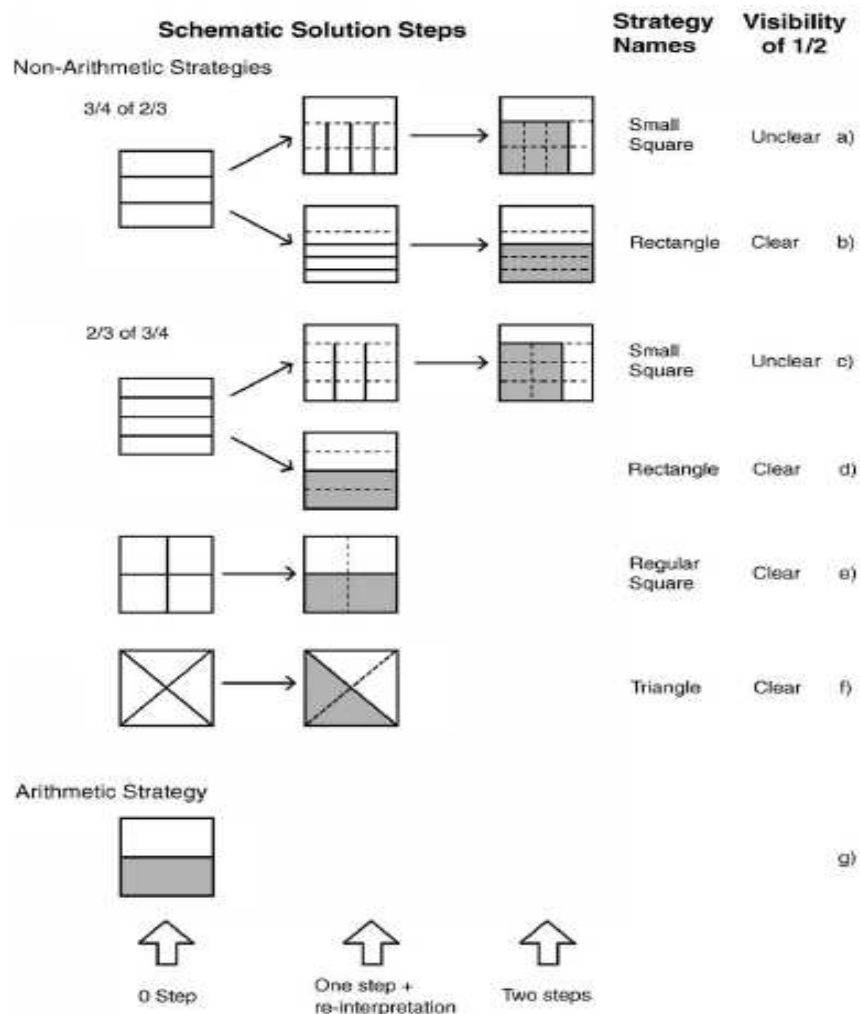 Schematic Solution Steps
Strategy Names
Visibility of 1/2
Non-Arithmetic Strategies
3/4 of 2/3
Small Square
Unclear a)
Rectangle
Clear b)
2/3 of 3/4
Small Square
Unclear c)
Rectangle
Clear d)
Regular Square
Clear e)
Triangle
Clear f)
Arithmetic Strategy
g)
0 Step
One step +
re-interpretation
Two steps